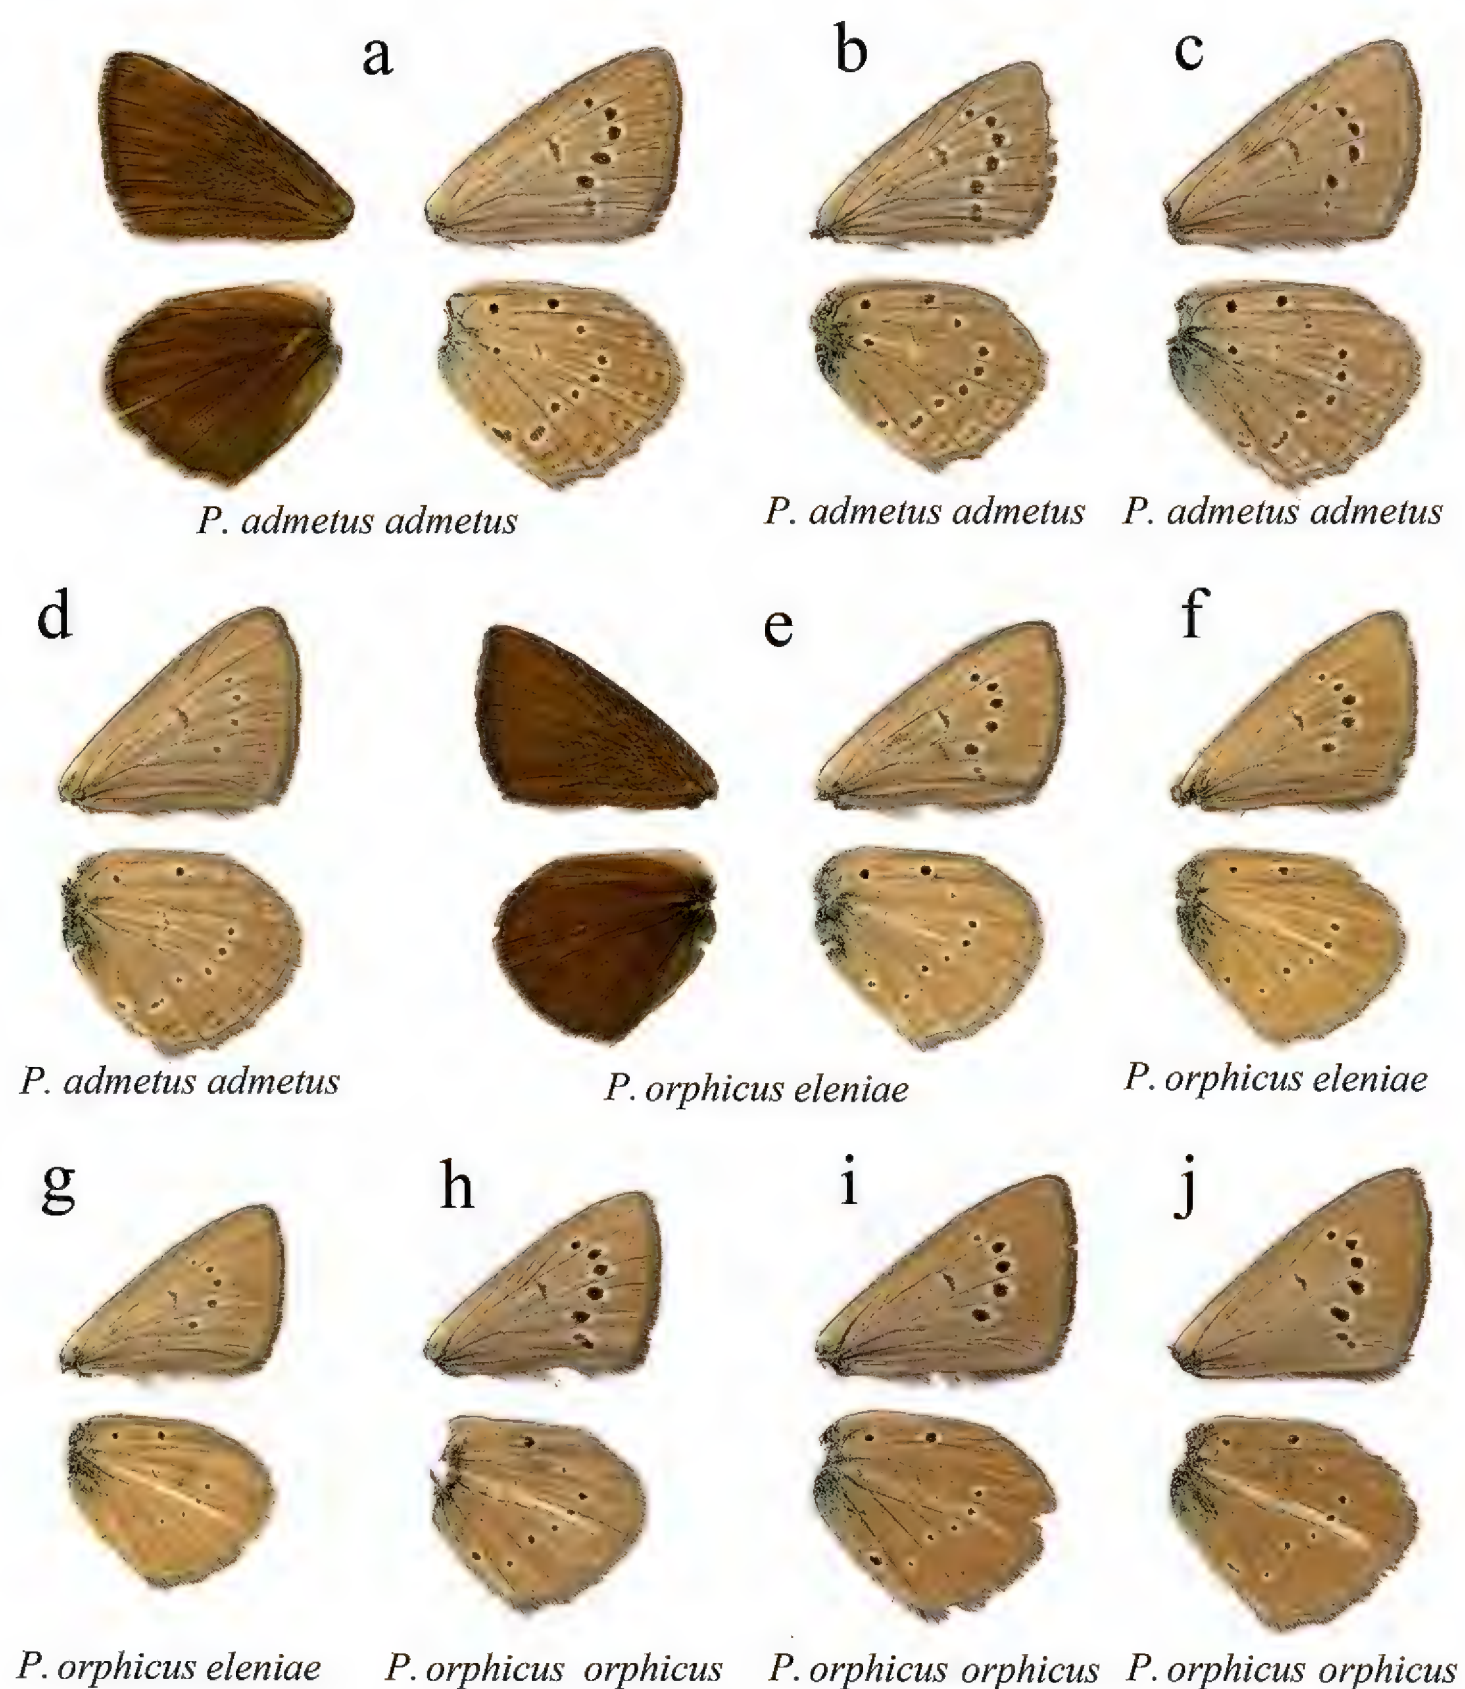 a
b
c
P. admetus admetus
P. admetus admetus
P. admetus admetus
d
e
f
P. admetus admetus
P. orphicus eleniae
P. orphicus eleniae
g
h
i
j
P. orphicus eleniae
P. orphicus orphicus
P. orphicus orphicus
P. orphicus orphicus